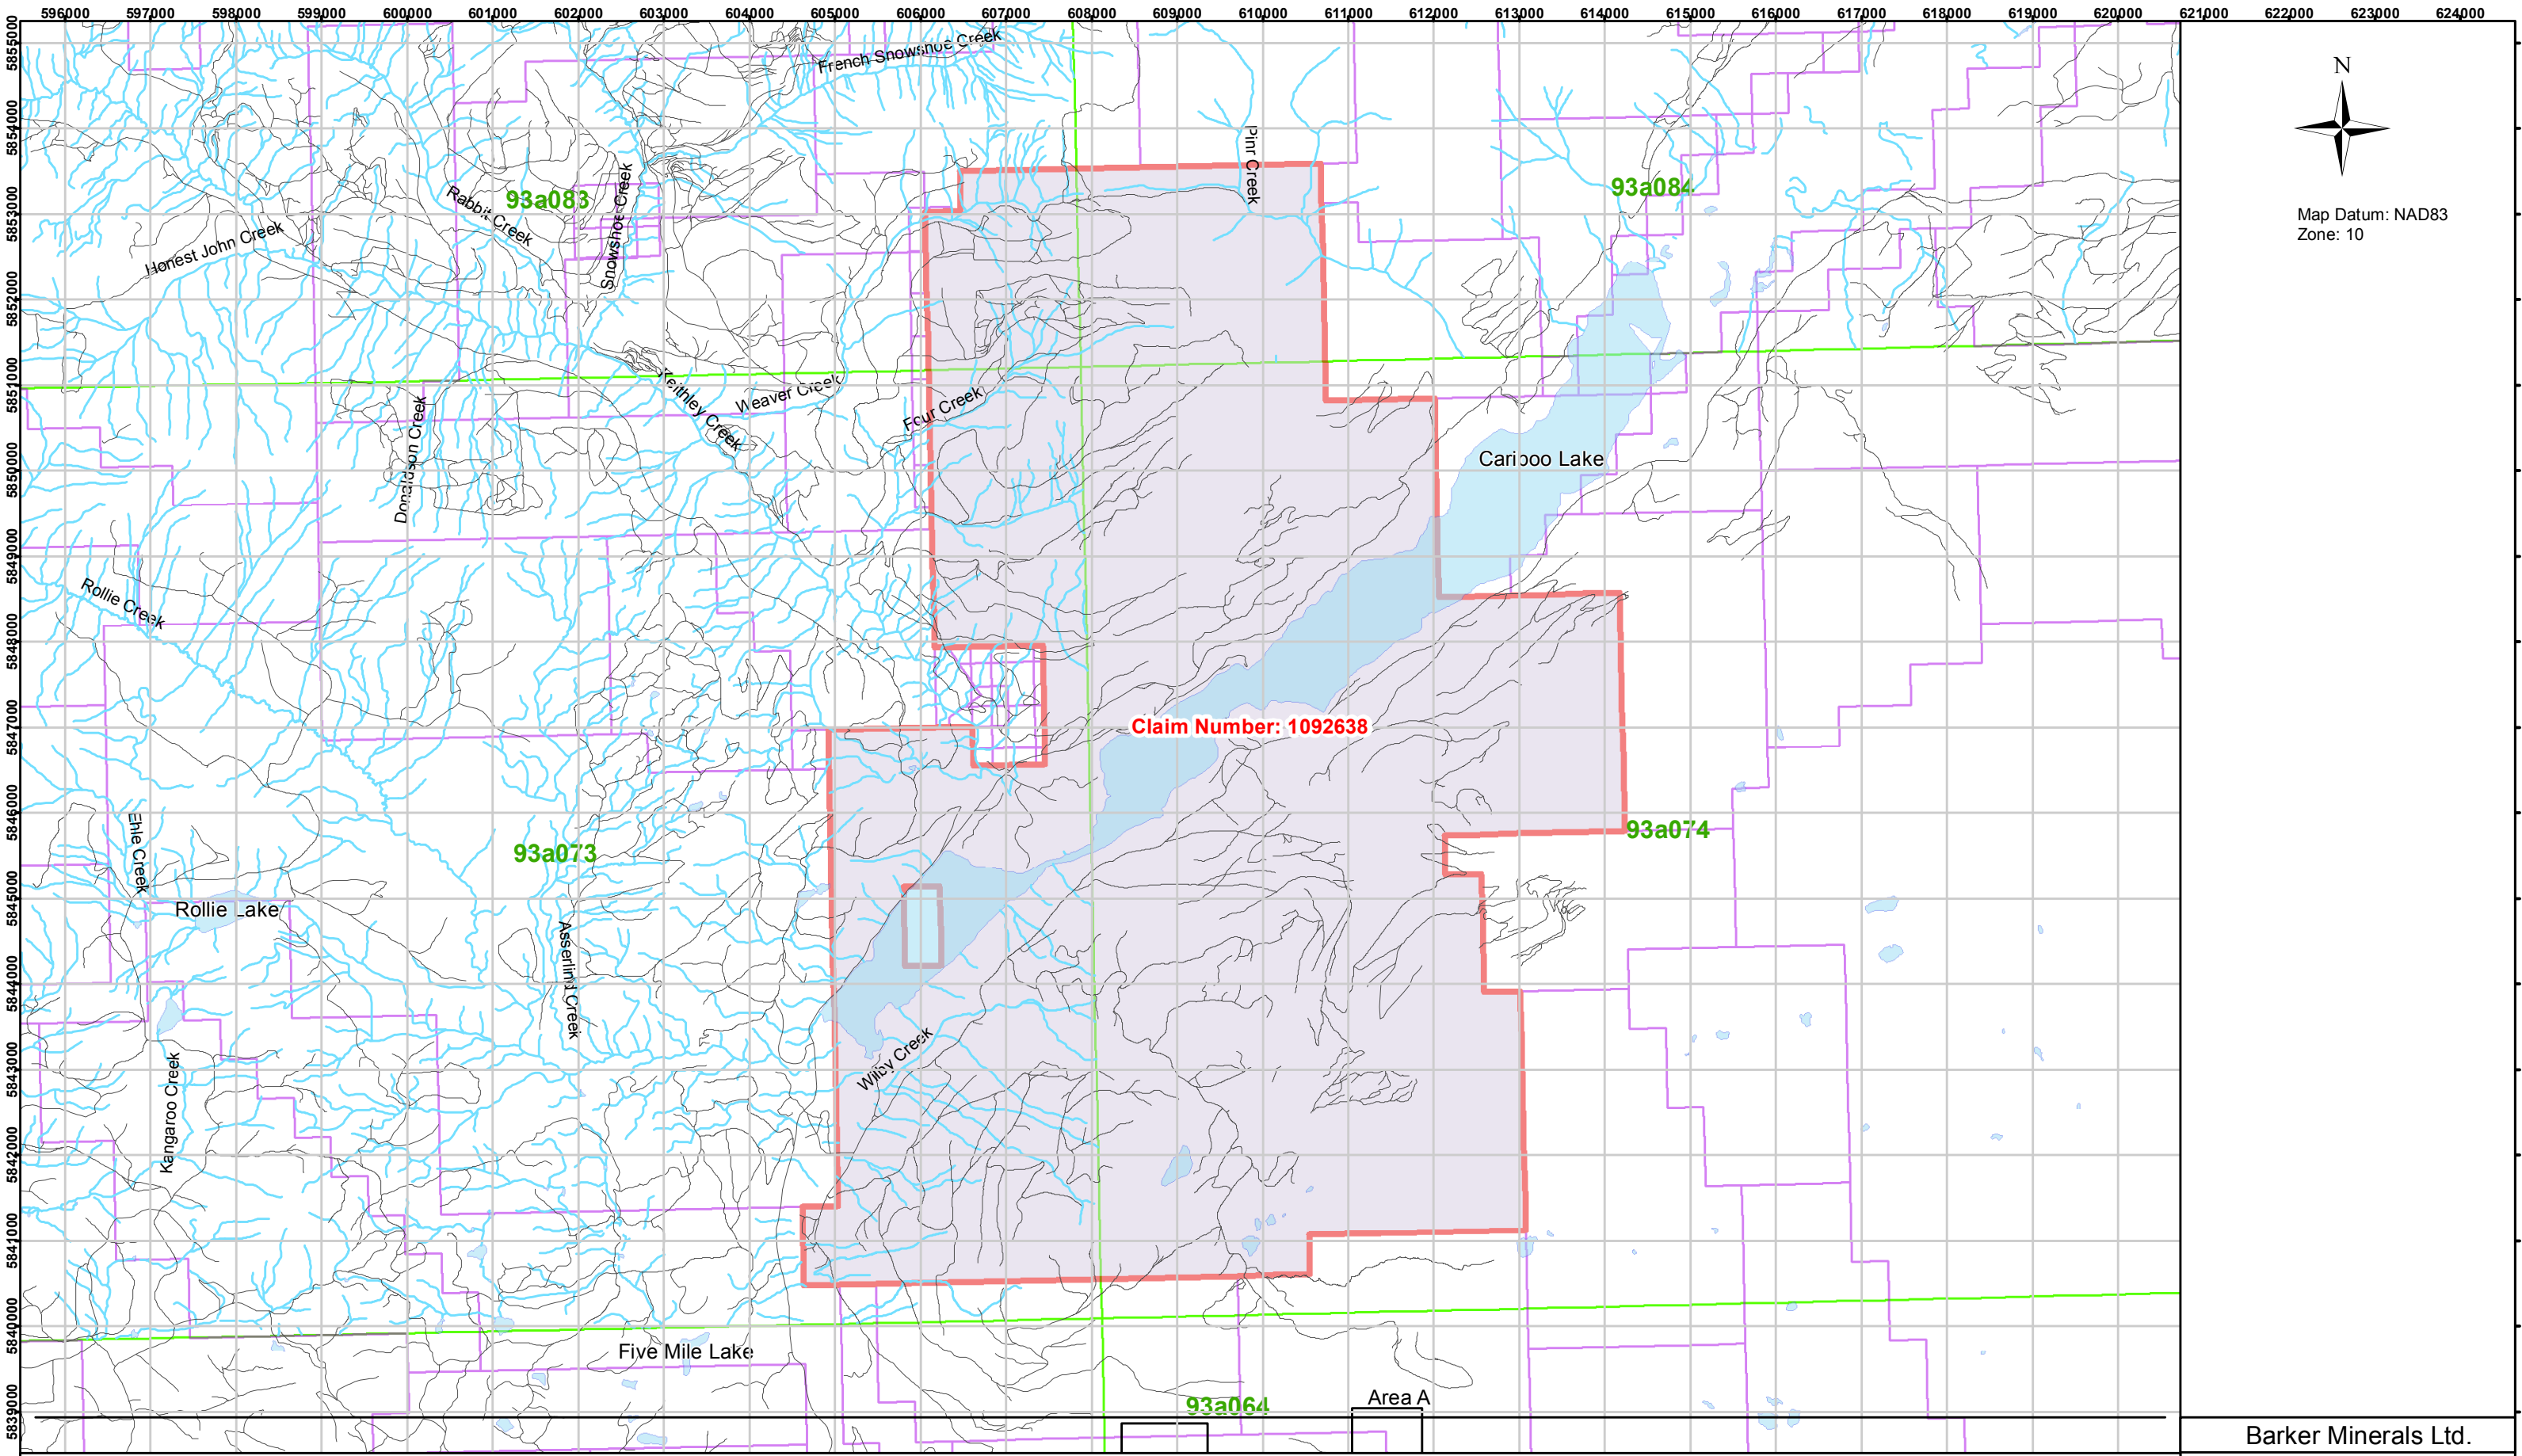 596000 597000 598000 599000 600000 601000 602000 603000 604000 605000 606000 607000 608000 609000 610000 611000 612000 613000 614000 615000 616000 617000 618000 619000 620000 621000 622000 623000 624000
5855000
5854000
5853000
5852000
5851000
5850000
5849000
5848000
5847000
5846000
5845000
5844000
5843000
5842000
5841000
5840000
5839000
French Snowshoe Creek
N
Map Datum: NAD83
Zone: 10
93a083
Rabbit Creek
Snowshoe Creek
Honest John Creek
Creek
93a084
Keithley Creek
Weaver Creek
Four Creek
Donaldson Creek
Cariboo Lake
Rollie Creek
Claim Number: 1092638
93a074
93a073
Ehle Creek
Rollie Lake
Asserlind Creek
Wilby Creek
Kangaroo Creek
Five Mile Lake
93a064
Area A
Barker Minerals Ltd.